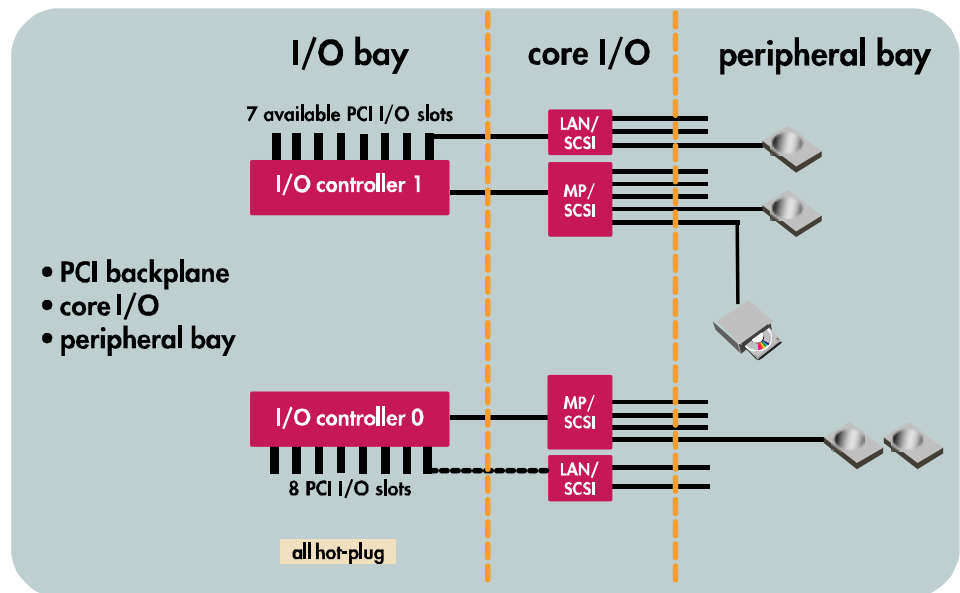 I/O bay
core I/O
peripheral bay
7 available PCI I/O slots
LAN/
SCSI
I/O controller 1
MP/
SCSI
• PCI backplane
• core I/O
• peripheral bay
I/O controller 0
MP/
SCSI
8 PCI I/O slots
LAN/
SCSI
all hot-plug